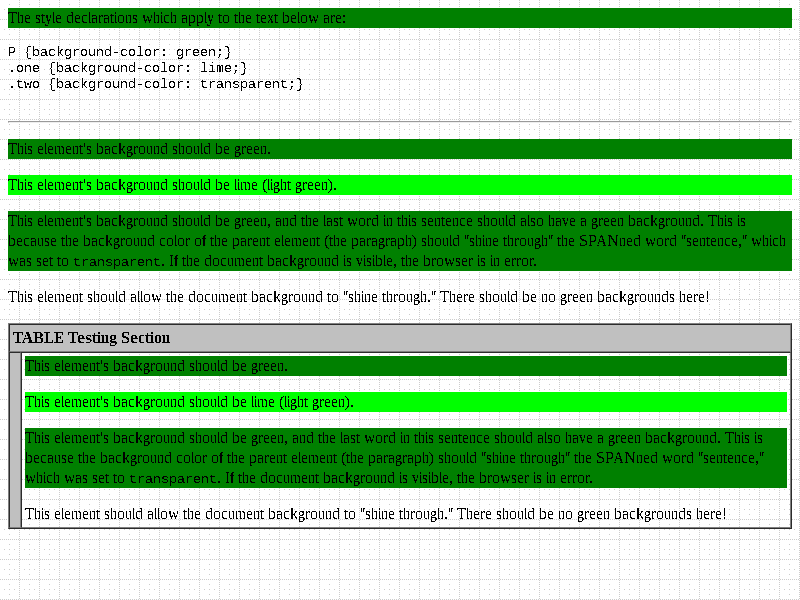 The style declarations which apply to the text below are:
P {background-color: green;}
.one {background-color: lime;}
.two {background-color: transparent;}
This element's background should be green.
This element's background should be lime (light green).
This element's background should be green, and the last word in this sentence should also have a green background. This is
because the background color of the parent element (the paragraph) should "shine through" the SPANned word "sentence," which
was set to transparent. If the document background is visible, the browser is in error.
This element should allow the document background to "shine through." There should be no green backgrounds here!
TABLE Testing Section
This element's background should be green.
This element's background should be lime (light green).
This element's background should be green, and the last word in this sentence should also have a green background. This is
because the background color of the parent element (the paragraph) should "shine through" the SPANned word "sentence,"
which was set to transparent. If the document background is visible, the browser is in error.
This element should allow the document background to "shine through." There should be no green backgrounds here!